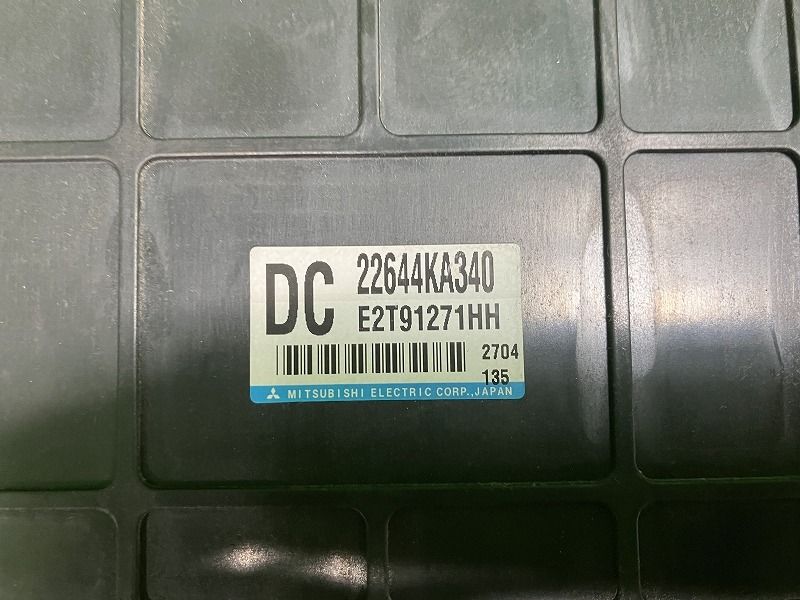 DC 22644KA340
E2T91271HH
2704
135
MITSUBISHI ELECTRIC CORP.,JAPAN